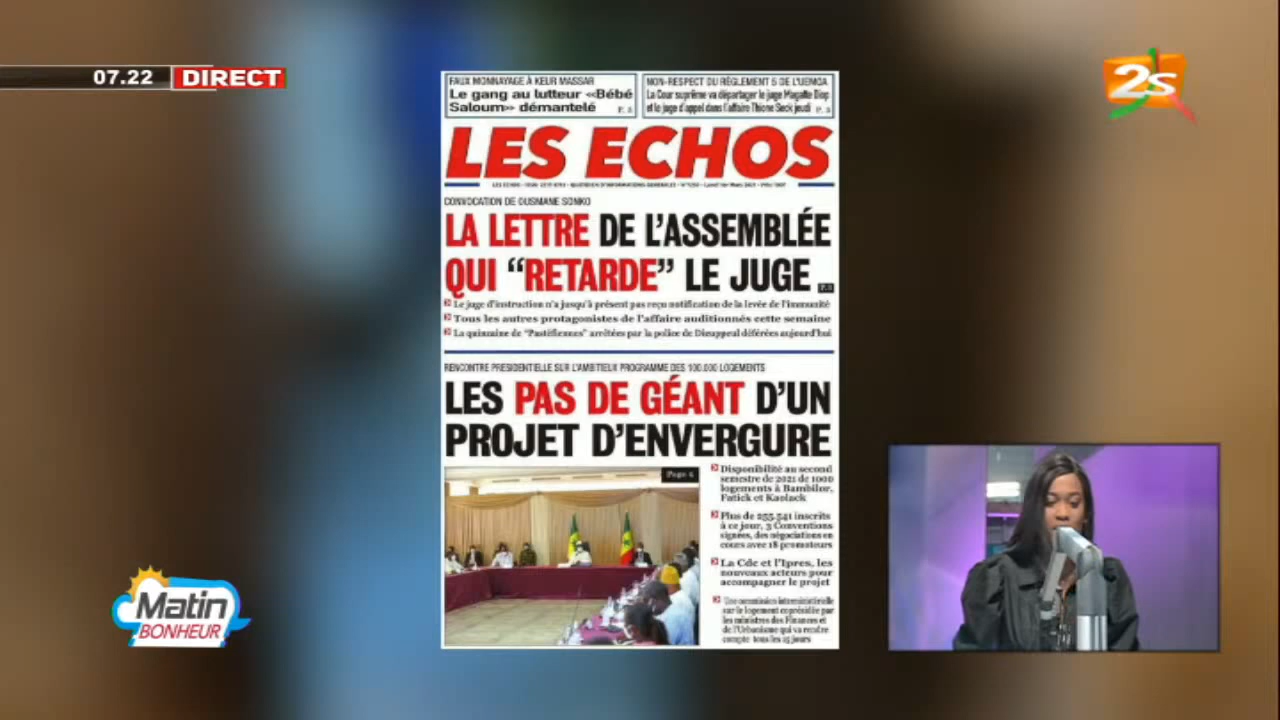 07.22 DIRECT
2s
FAUX MONNAYAGE À KEUR MASSAR
Le gang au lutteur «Bébé
Saloum» démantelé P. 3
NON-RESPECT DU RÈGLEMENT 5 DE L'UEMOA
La Cour suprême va départager le juge Magatte Diop
et le juge d'appel dans l'affaire Thione Seck jeudi P. 3
LES ECHOS
CONVOCATION DE OUSMANE SONKO
LA LETTRE DE L'ASSEMBLÉE
QUI “RETARDE” LE JUGE
Le juge d'instruction n'a jusqu'à présent pas reçu notification de la levée de l'immunité
Tous les autres protagonistes de l'affaire auditionnés cette semaine
La quinzaine de “Pastéfiennes” arrêtées par la police de Dieuppeul déférées aujourd'hui
RENCONTRE PRESIDENTIELLE SUR L'AMBITIEUX PROGRAMME DES 100.000 LOGEMENTS
LES PAS DE GÉANT D'UN
PROJET D'ENVERGURE
Page 4
Disponibilité au second
semestre de 2021 de 1000
logements à Bambilor,
Fatick et Kaolack
Plus de 255.541 inscrits
à ce jour, 3 Conventions
signées, des négociations en
cours avec 18 promoteurs
La Cdc et l'Ipres, les
nouveaux acteurs pour
accompagner le projet
Une commission interministérielle
sur le logement coprésidée par
les ministres des Finances et
de l'Urbanisme qui va rendre
compte tous les 15 jours
Matin
BONHEUR